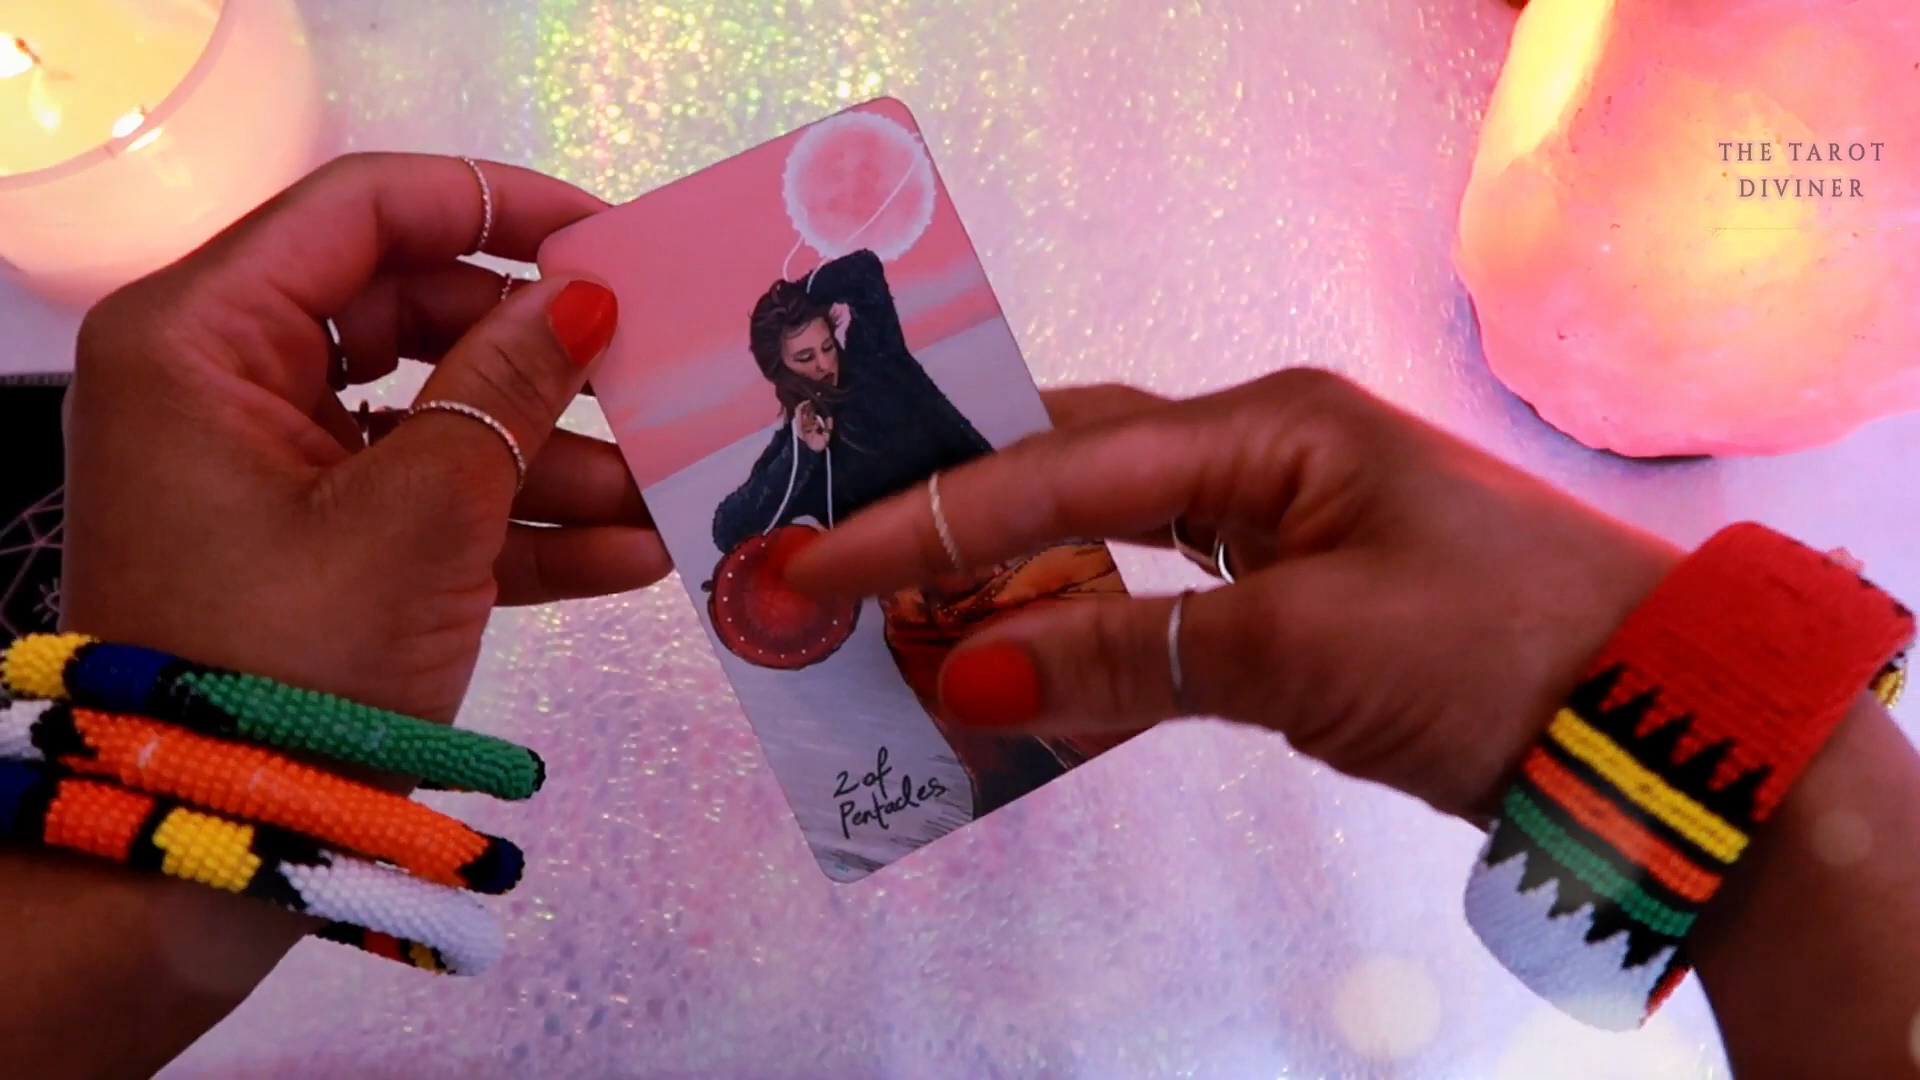 THE TAROT
DIVINER
2 of
Pentacles